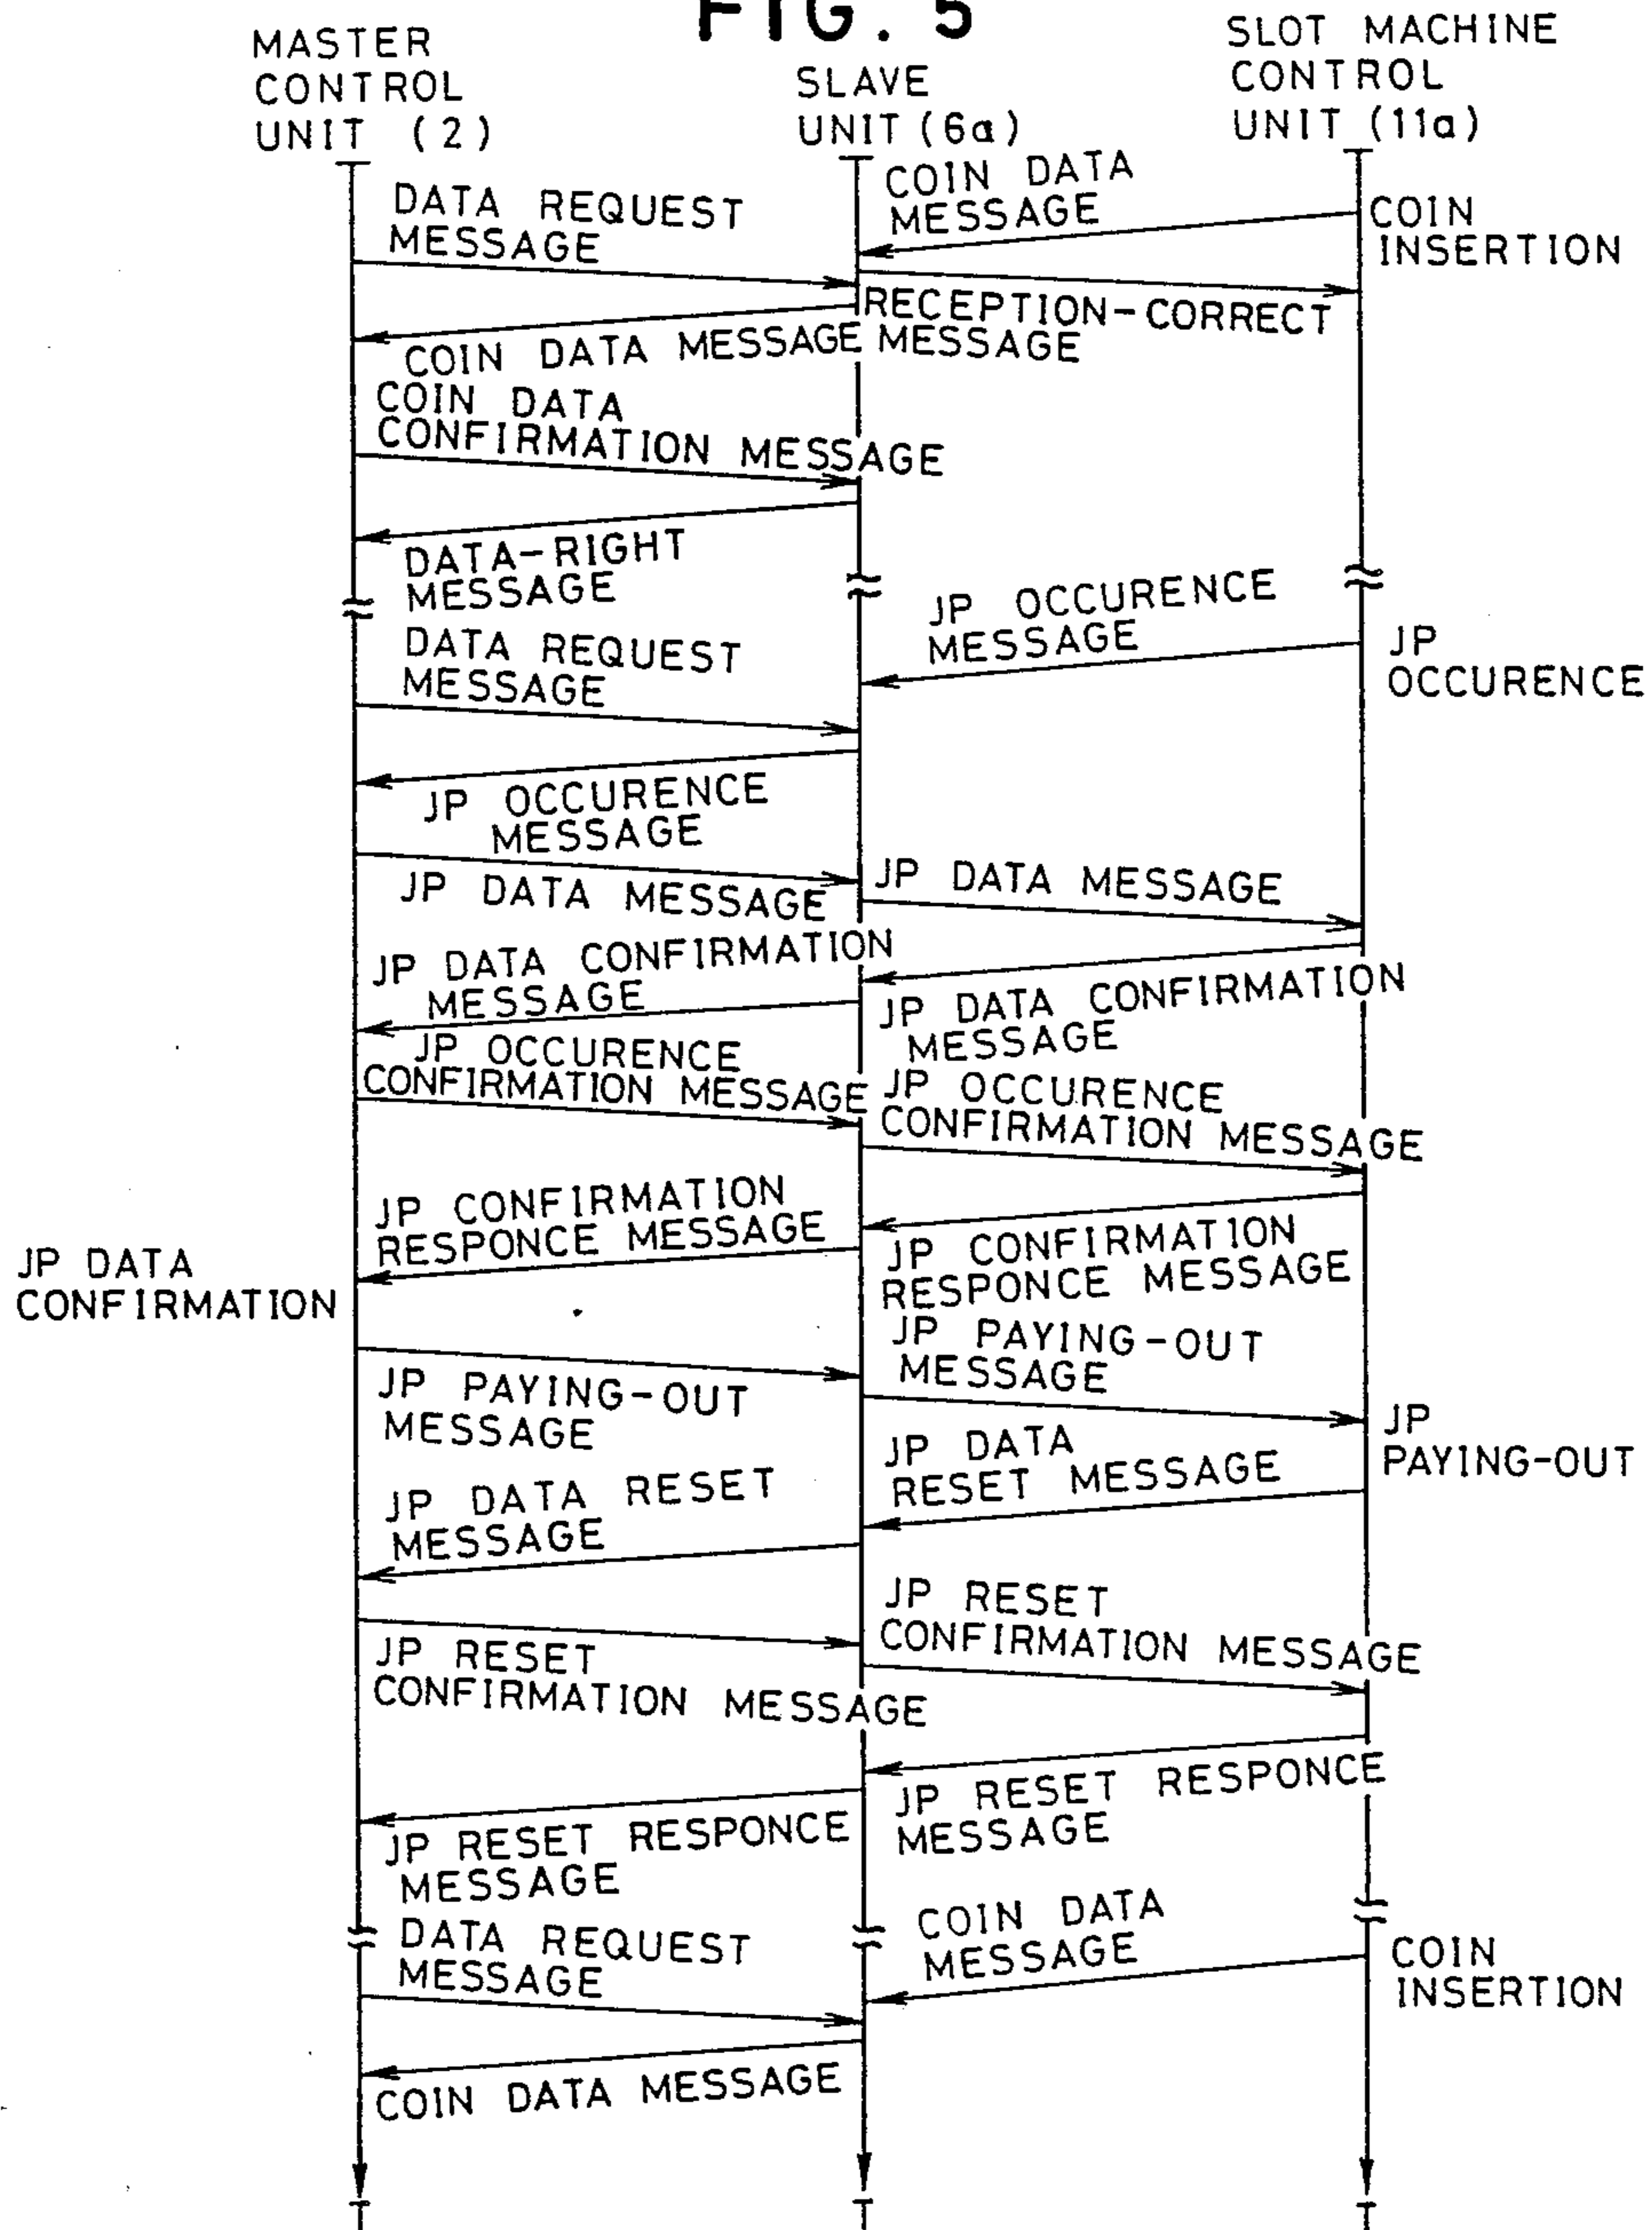 FIG. 5
MASTER
CONTROL
UNIT (2)
SLAVE
UNIT (6a)
SLOT MACHINE
CONTROL
UNIT (11a)
COIN DATA
MESSAGE
COIN
INSERTION
DATA REQUEST
MESSAGE
RECEPTION-CORRECT
MESSAGE
COIN DATA MESSAGE
COIN DATA
CONFIRMATION MESSAGE
DATA-RIGHT
MESSAGE
JP OCCURENCE
MESSAGE
JP
OCCURENCE
DATA REQUEST
MESSAGE
JP OCCURENCE
MESSAGE
JP DATA MESSAGE
JP DATA MESSAGE
JP DATA CONFIRMATION
MESSAGE
JP DATA CONFIRMATION
MESSAGE
JP OCCURENCE
CONFIRMATION MESSAGE
JP OCCURENCE
CONFIRMATION MESSAGE
JP CONFIRMATION
RESPONCE MESSAGE
JP CONFIRMATION
RESPONCE MESSAGE
JP DATA
CONFIRMATION
JP PAYING-OUT
MESSAGE
JP PAYING-OUT
MESSAGE
JP
PAYING-OUT
JP DATA
RESET MESSAGE
JP DATA RESET
MESSAGE
JP RESET
CONFIRMATION MESSAGE
JP RESET
CONFIRMATION MESSAGE
JP RESET RESPONCE
MESSAGE
JP RESET RESPONCE
MESSAGE
COIN DATA
MESSAGE
COIN
INSERTION
DATA REQUEST
MESSAGE
COIN DATA MESSAGE